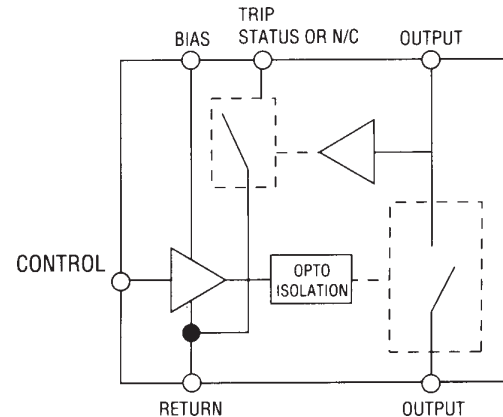 TRIP
BIAS STATUS OR N/C OUTPUT
CONTROL
OPTO
ISOLATION
RETURN OUTPUT